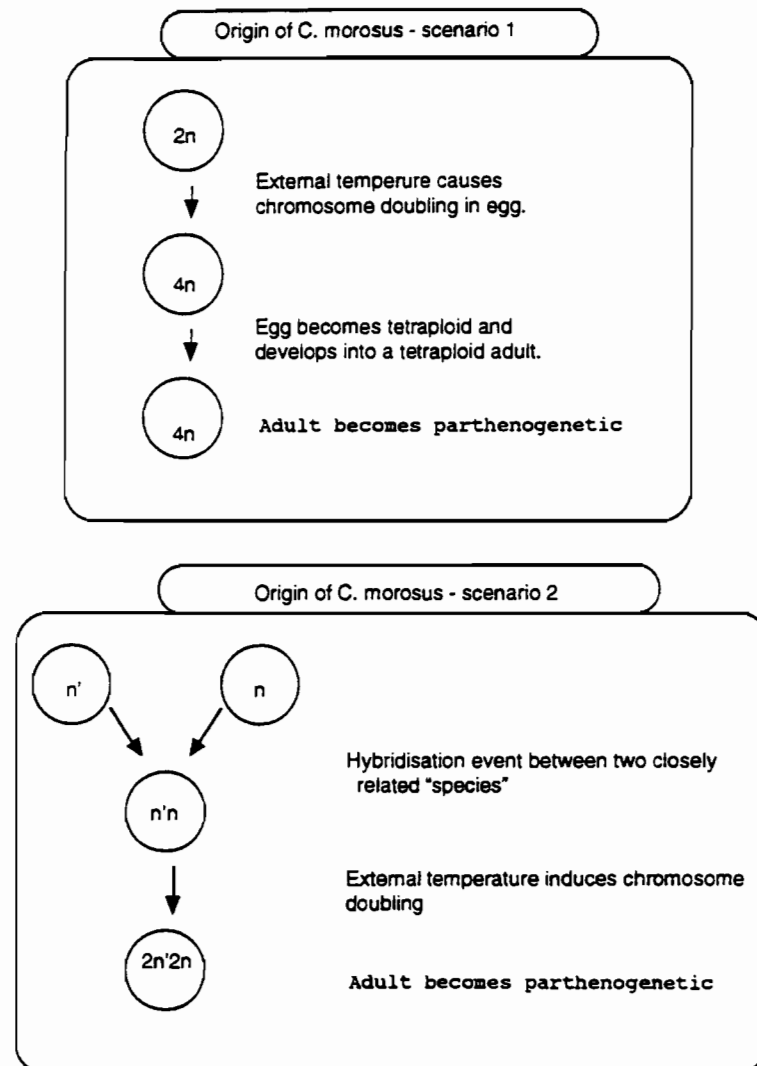 Origin of C. morosus - scenario 1
2n
External temperure causes
chromosome doubling in egg.
4n
Egg becomes tetraploid and
develops into a tetraploid adult.
4n
Adult becomes parthenogenetic
Origin of C. morosus - scenario 2
n'
n
Hybridisation event between two closely
related "species"
n'n
External temperature induces chromosome
doubling
2n'2n
Adult becomes parthenogenetic